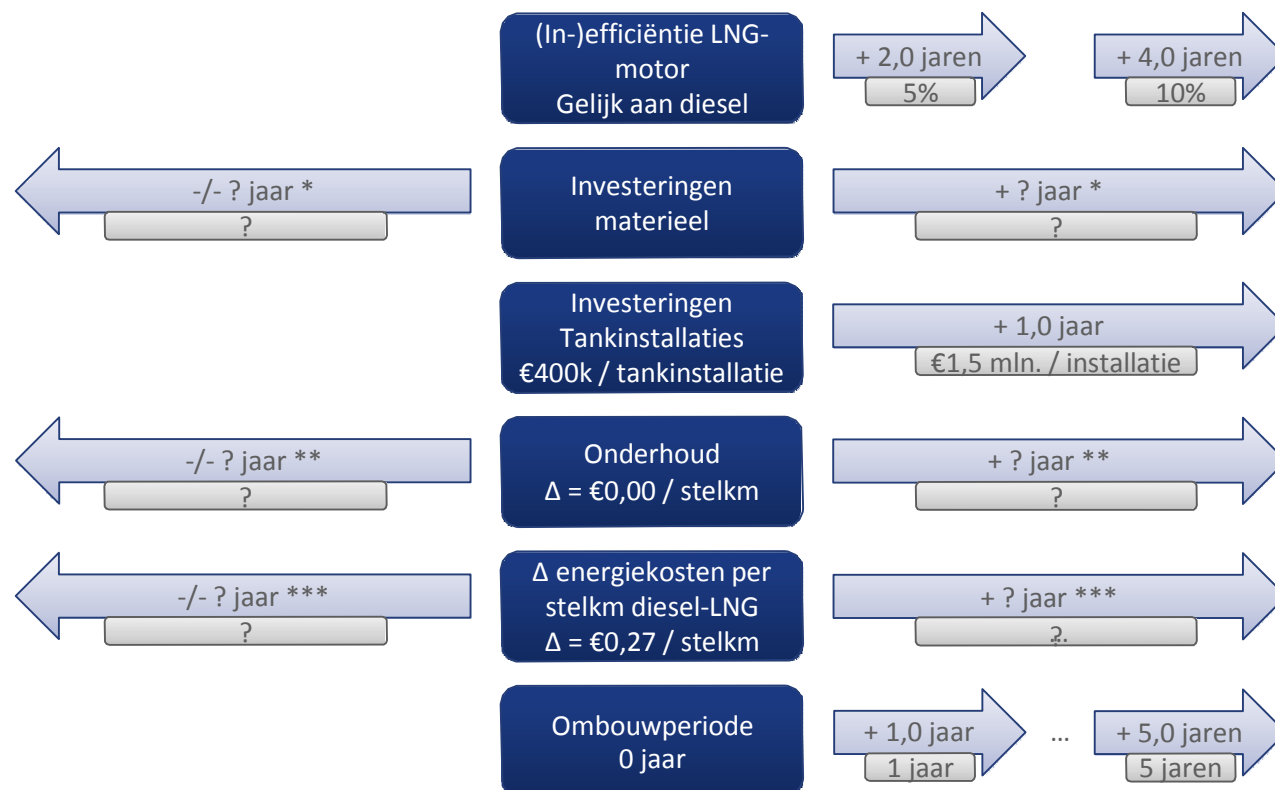 (In-)efficiëntie LNG-
motor
Gelijk aan diesel
+ 2,0 jaren
5%
+ 4,0 jaren
10%
-/- ? jaar *
?
Investeringen
materieel
+ ? jaar *
?
Investeringen
Tankinstallaties
€400k / tankinstallatie
+ 1,0 jaar
€1,5 mln. / installatie
-/- ? jaar **
?
Onderhoud
Δ = €0,00 / stelkm
+ ? jaar **
?
-/- ? jaar ***
?
Δ energiekosten per
stelkm diesel-LNG
Δ = €0,27 / stelkm
+ ? jaar ***
Ombouwperiode
0 jaar
+ 1,0 jaar
1 jaar
...
+ 5,0 jaren
5 jaren